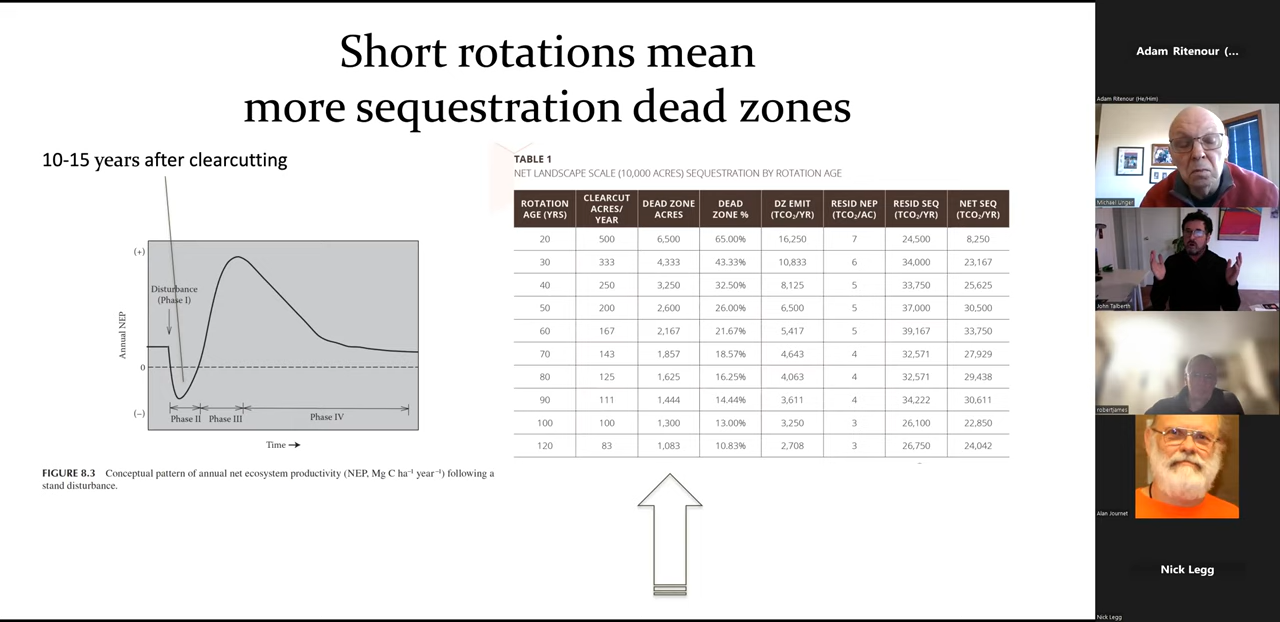 Short rotations mean
more sequestration dead zones
10-15 years after clearcutting
(+)
Disturbance
(Phase I)
Annual NEP
0
(–)
Phase II Phase III Phase IV
Time →
FIGURE 8.3 Conceptual pattern of annual net ecosystem productivity (NEP, Mg C ha⁻¹ year⁻¹) following a
stand disturbance.
TABLE 1
NET LANDSCAPE SCALE (10,000 ACRES) SEQUESTRATION BY ROTATION AGE
ROTATION AGE (YRS) CLEARCUT ACRES/ YEAR DEAD ZONE ACRES DEAD ZONE % DZ EMIT (TCO₂/YR) RESID NEP (TCO₂/AC) RESID SEQ (TCO₂/YR) NET SEQ (TCO₂/YR)
20 500 6,500 65.00% 16,250 7 24,500 8,250
30 333 4,333 43.33% 10,833 6 34,000 23,167
40 250 3,250 32.50% 8,125 5 33,750 25,625
50 200 2,600 26.00% 6,500 5 37,000 30,500
60 167 2,167 21.67% 5,417 5 39,167 33,750
70 143 1,857 18.57% 4,643 4 32,571 27,929
80 125 1,625 16.25% 4,063 4 32,571 29,438
90 111 1,444 14.44% 3,611 4 34,222 30,611
100 100 1,300 13.00% 3,250 3 26,100 22,850
120 83 1,083 10.83% 2,708 3 26,750 24,042
Adam Ritenour (...
Adam Ritenour (He/Him)
Michael Unger
John Talberth
robertjames
Alan Journet
Nick Legg
Nick Legg